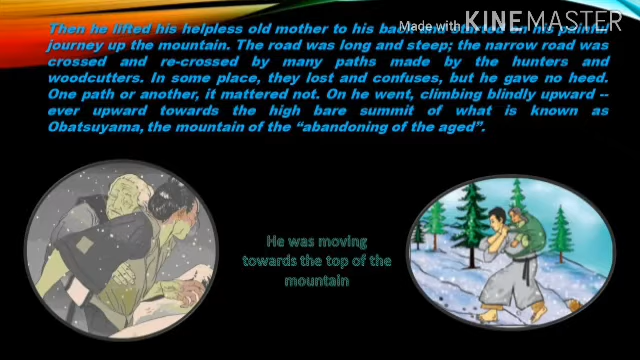 Made with KINEMASTER
Then he lifted his helpless old mother to his back and started on his painful
journey up the mountain. The road was long and steep; the narrow road was
crossed and re-crossed by many paths made by the hunters and
woodcutters. In some place, they lost and confuses, but he gave no heed.
One path or another, it mattered not. On he went, climbing blindly upward --
ever upward towards the high bare summit of what is known as
Obatsuyama, the mountain of the “abandoning of the aged”.
He was moving
towards the top of the
mountain